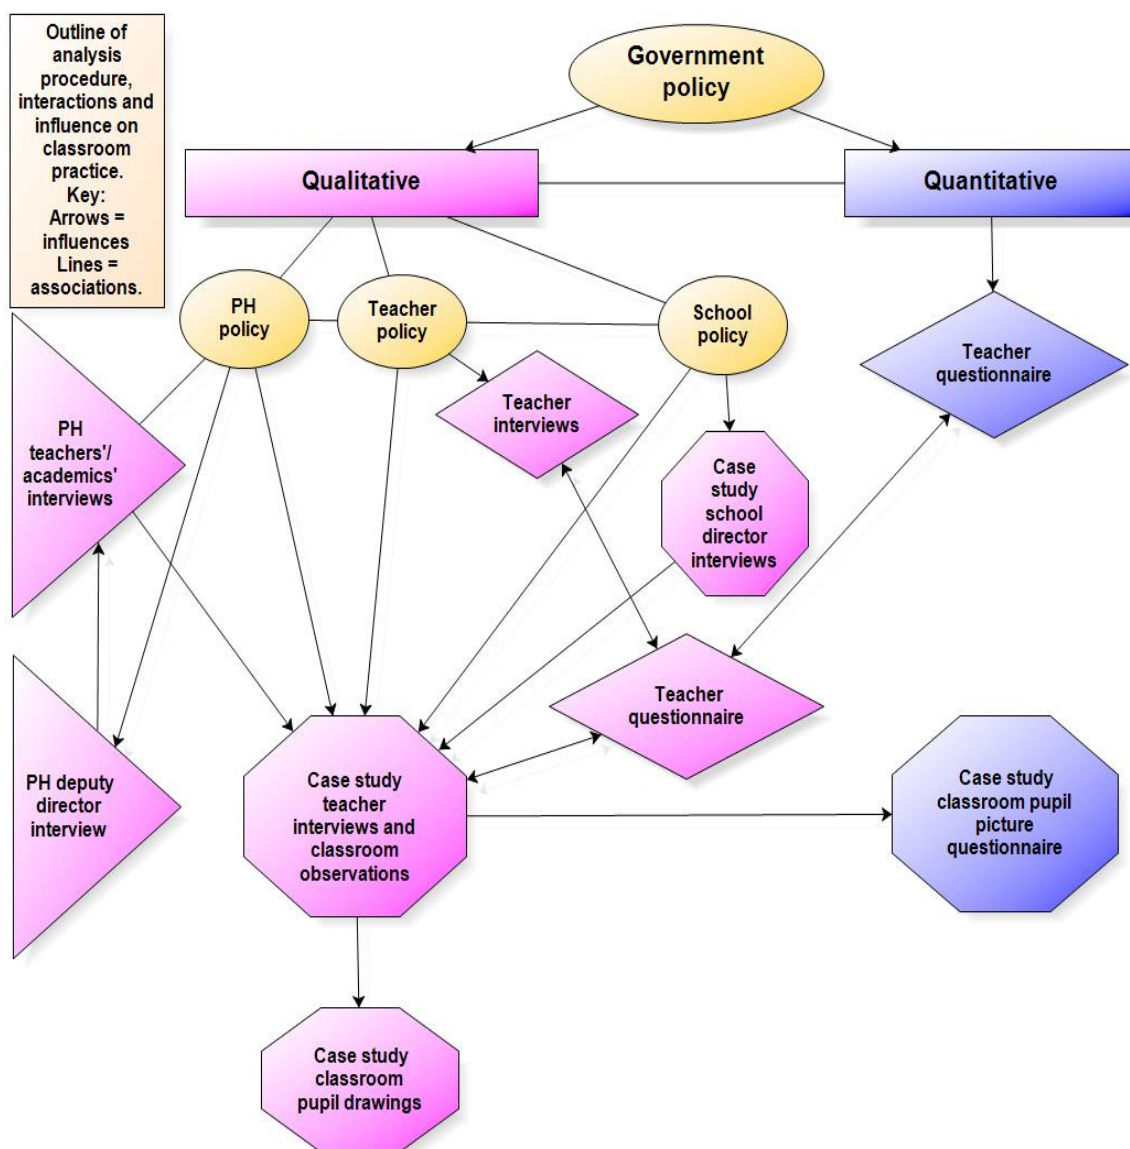 Outline of
analysis
procedure,
interactions and
influence on
classroom
practice.
Key:
Arrows =
influences
Lines =
associations.
Government
policy
Qualitative
Quantitative
PH
policy
Teacher
policy
School
policy
Teacher
questionnaire
Teacher
interviews
PH
teachers'/
academics'
interviews
Case
study
school
director
interviews
Teacher
questionnaire
PH deputy
director
interview
Case study
teacher
interviews and
classroom
observations
Case study
classroom pupil
picture
questionnaire
Case study
classroom
pupil drawings